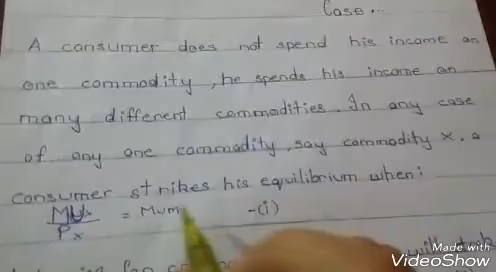 Case...
A consumer does not spend his income on
one commodity, he spends his income on
many different commodities. In any case
of any one commodity, say commodity X, a
consumer strikes his equilibrium when:
MUx = Mum -(i)
Px
Made with
VideoShow